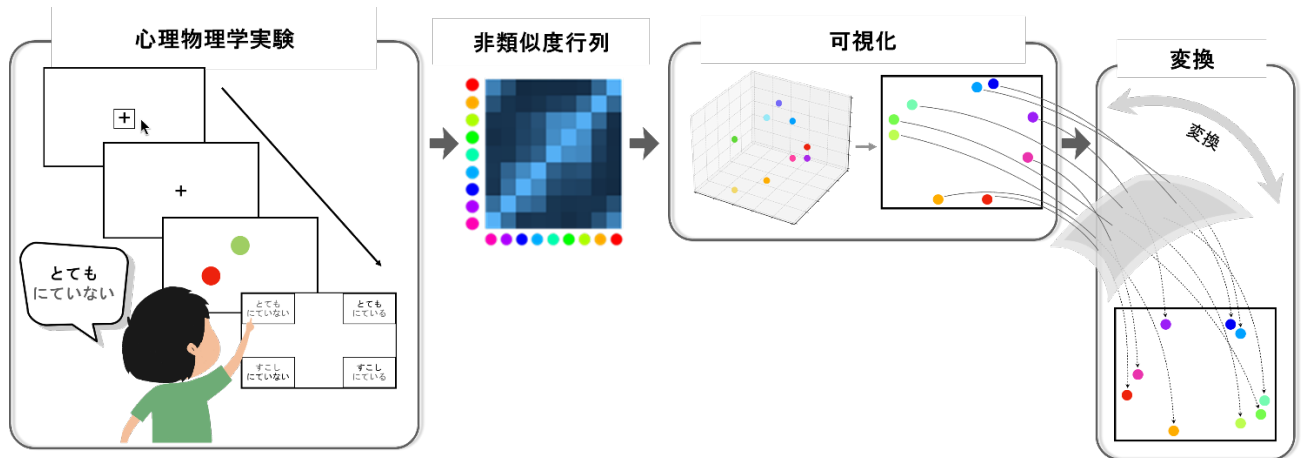 心理物理学実験
非類似度行列
可視化
変換
変換
とても
にていない
とても
にていない
とても
にている
すこし
にていない
すこし
にている